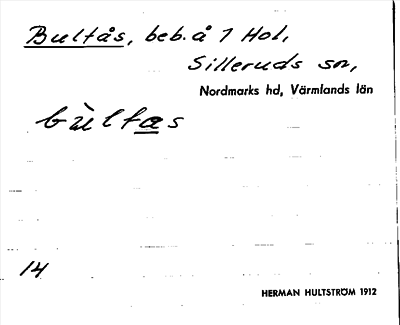 Bultås, beb. å 1 Hol,
Silleruds sn,
Nordmarks hd, Värmlands län
bùltas
14
HERMAN HULTSTRÖM 1912